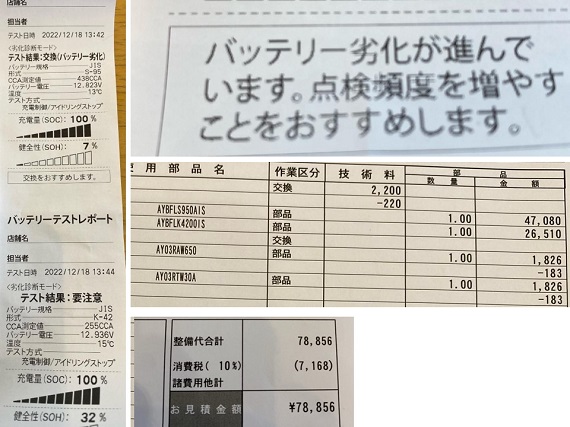 店舗名
担当者
テスト日時 2022/12/18 13:42
<劣化診断モード>
テスト結果:交換(バッテリー劣化)
バッテリー規格 JIS
形式 S-95
CCA測定値 438CCA
バッテリー電圧 12.823V
温度 13℃
テスト方式
充電制御/アイドリングストップ
充電量(SOC): 100 %
健全性(SOH): 7 %
交換をおすすめします。
バッテリーテストレポート
店舗名
担当者
テスト日時 2022/12/18 13:44
<劣化診断モード>
テスト結果:要注意
バッテリー規格 JIS
形式 K-42
CCA測定値 255CCA
バッテリー電圧 12.936V
温度 15℃
テスト方式
充電制御/アイドリングストップ
充電量(SOC): 100 %
健全性(SOH): 32 %
バッテリー劣化が進んで
います。点検頻度を増やす
ことをおすすめします。
使用部品名 作業区分 技術料 部品
数量 金額
交換 2,200
-220
AYBFLS950AIS 部品 1.00 47,080
AYBFLK4200IS 部品 1.00 26,510
交換
AY03RAW650 部品 1.00 1,826
-183
AY03RTW30A 部品 1.00 1,826
-183
整備代合計 78,856
消費税( 10%) (7,168)
諸費用他計
お見積金額 ¥78,856